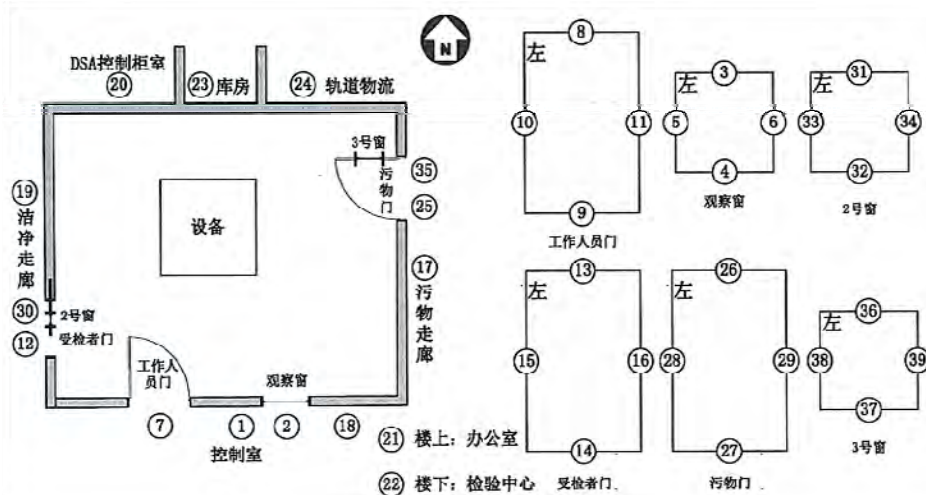 DSA控制柜室
⑳
㉓库房
㉔ 轨道物流
N
3号窗
污物门
㉟
㉕
⑲
洁净走廊
设备
⑰
污物走廊
㉚
2号窗
⑫
受检者门
工作人员门
观察窗
⑦
①
②
⑱
控制室
㉑ 楼上：办公室
㉒ 楼下：检验中心
⑧
左
⑩
⑪
⑨
工作人员门
③
左
⑤
⑥
④
观察窗
㉛
左
㉝
㉞
㉜
2号窗
⑬
左
⑮
⑯
⑭
受检者门
㉖
左
㉘
㉙
㉗
污物门
㊱
左
㊳
㊴
㊲
3号窗